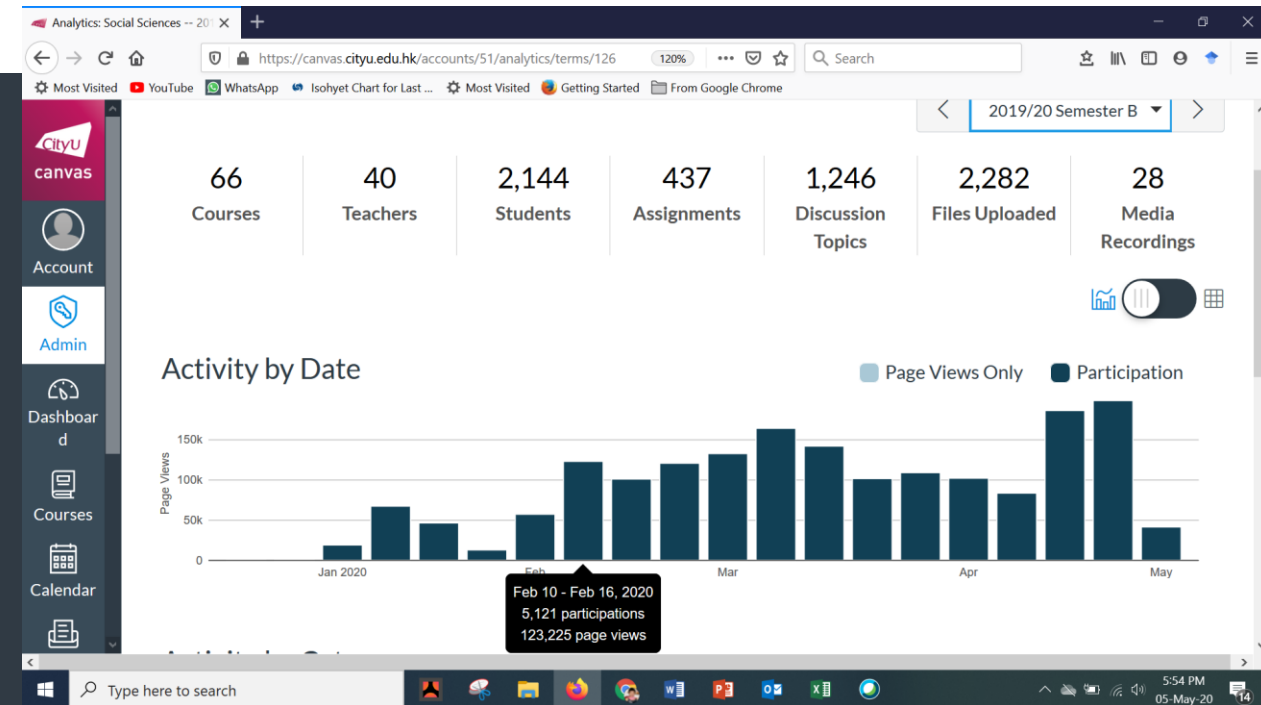 Analytics: Social Sciences -- 201
https://canvas.cityu.edu.hk/accounts/51/analytics/terms/126
120%
Search
Most Visited
YouTube
WhatsApp
Isohyet Chart for Last ...
Most Visited
Getting Started
From Google Chrome
CityU
canvas
Account
Admin
Dashboar
d
Courses
Calendar
2019/20 Semester B
66
Courses
40
Teachers
2,144
Students
437
Assignments
1,246
Discussion
Topics
2,282
Files Uploaded
28
Media
Recordings
Activity by Date
Page Views Only
Participation
Page Views
150k
100k
50k
0
Jan 2020
Feb
Mar
Apr
May
Feb 10 - Feb 16, 2020
5,121 participations
123,225 page views
Type here to search
5:54 PM
05-May-20
14